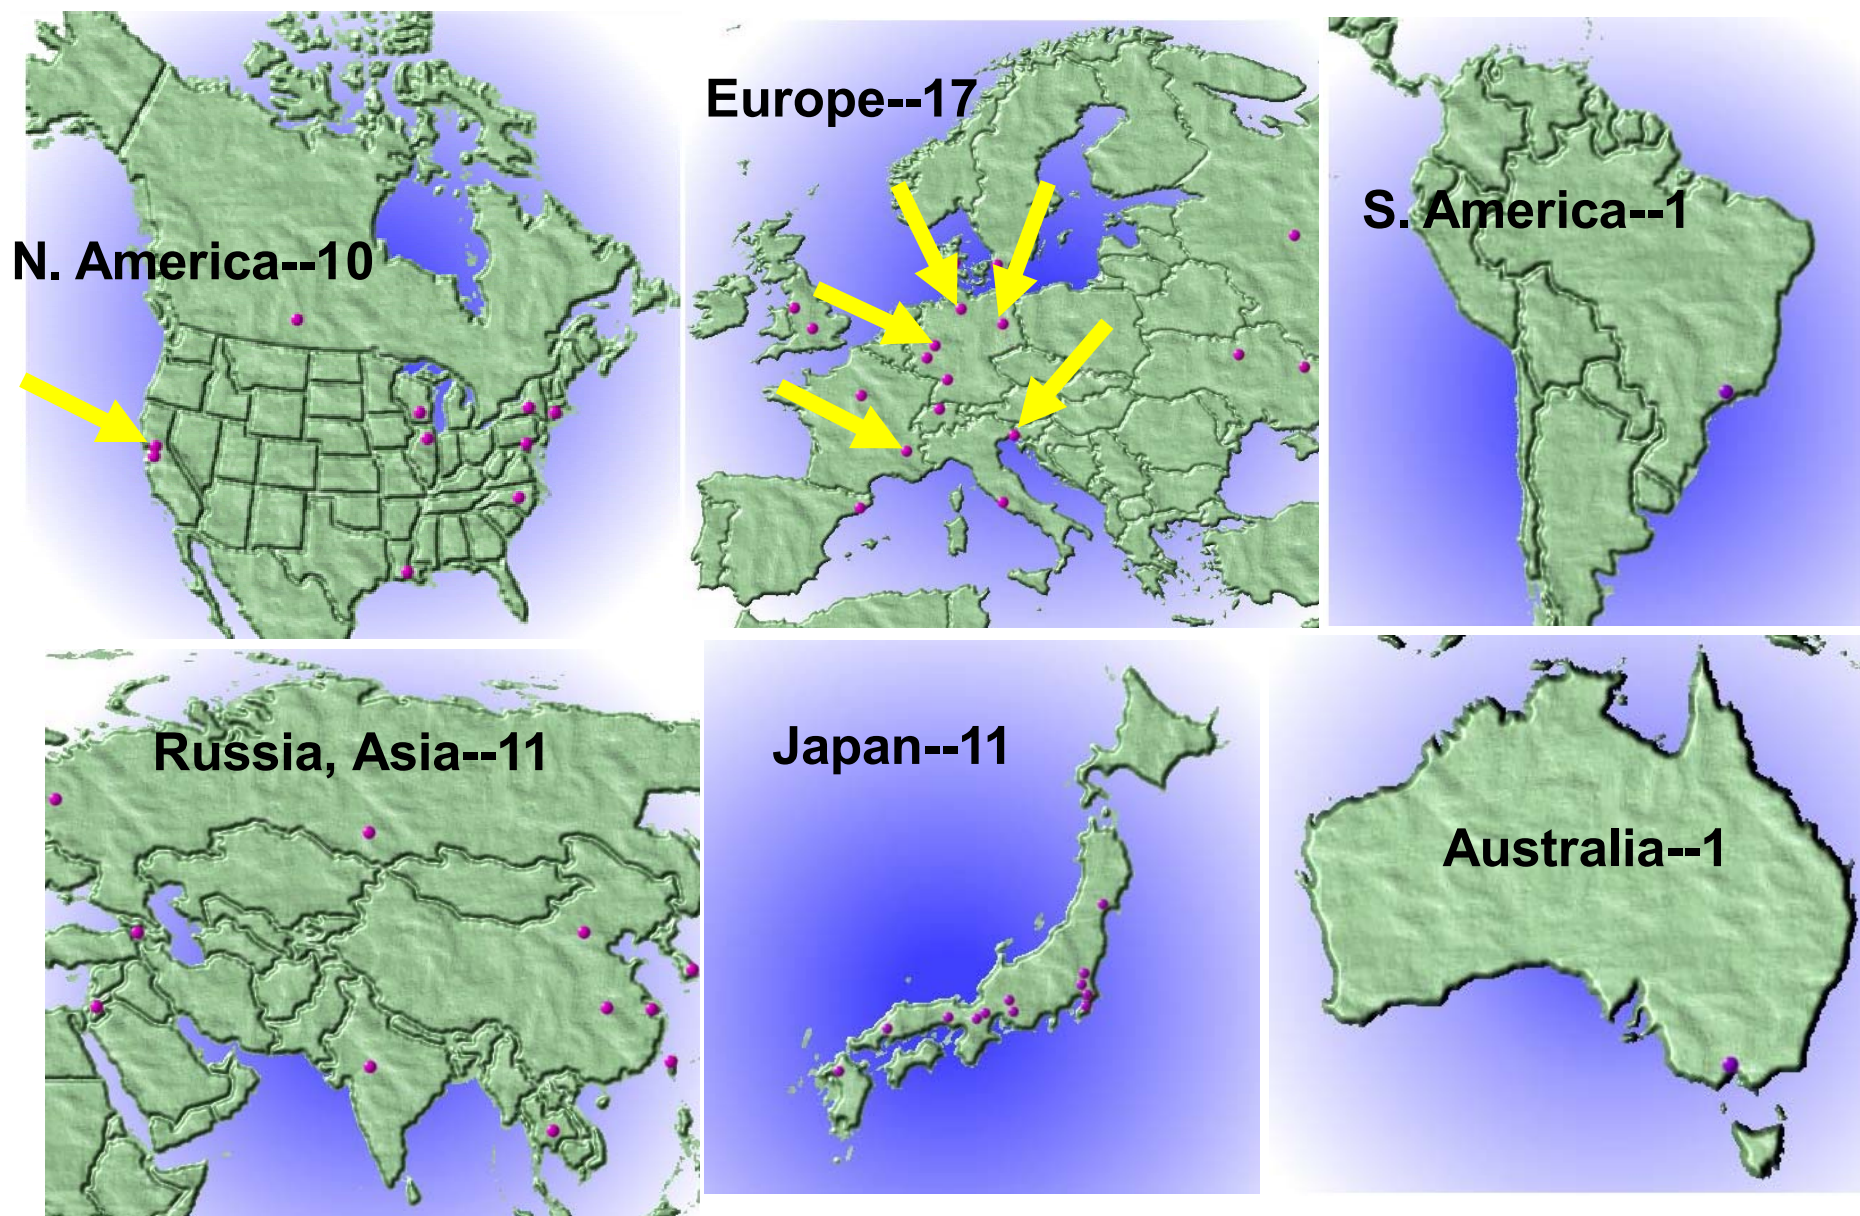 Europe--17
S. America--1
N. America--10
Russia, Asia--11
Japan--11
Australia--1